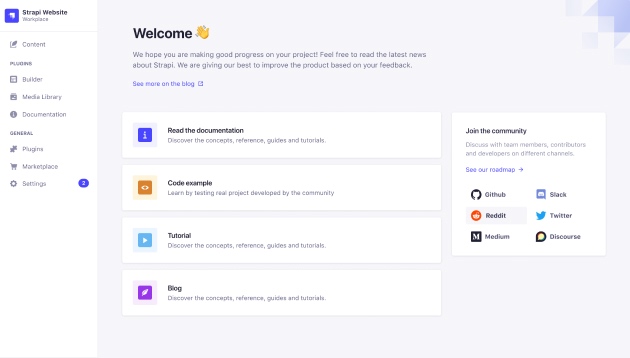 Strapi Website
Workplace
Content
PLUGINS
Builder
Media Library
Documentation
GENERAL
Plugins
Marketplace
Settings 2
Welcome 👋
We hope you are making good progress on your project! Feel free to read the latest news
about Strapi. We are giving our best to improve the product based on your feedback.
See more on the blog
Read the documentation
Discover the concepts, reference, guides and tutorials.
Code example
Learn by testing real project developed by the community
Tutorial
Discover the concepts, reference, guides and tutorials.
Blog
Discover the concepts, reference, guides and tutorials.
Join the community
Discuss with team members, contributors
and developers on different channels.
See our roadmap →
Github
Slack
Reddit
Twitter
Medium
Discourse